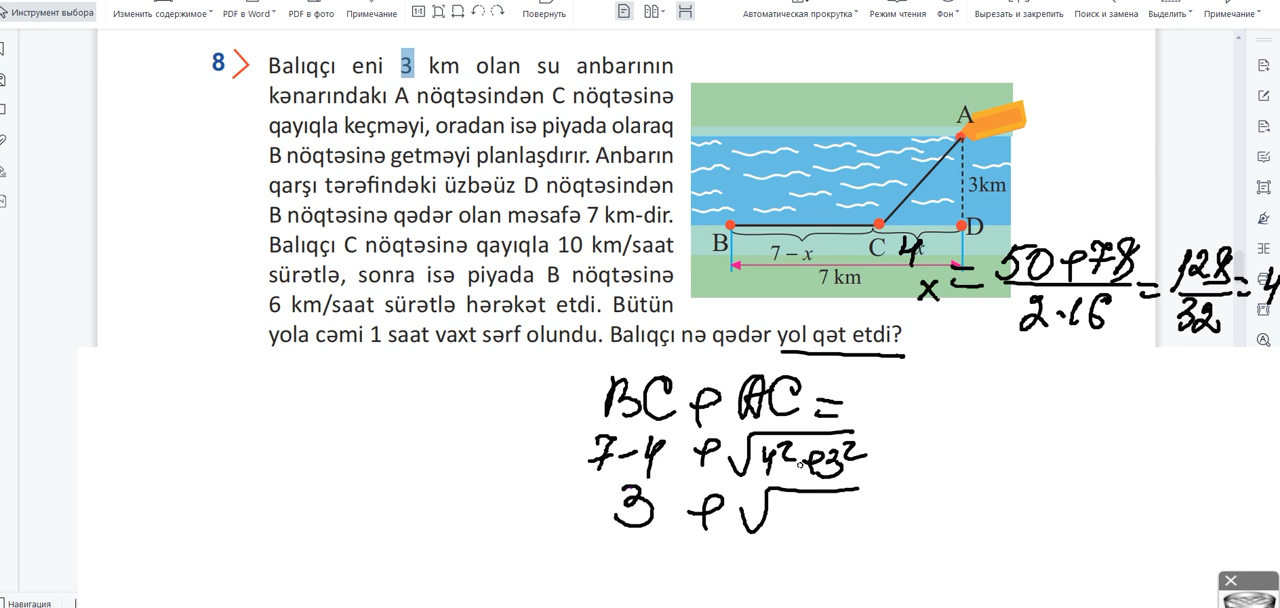 Инструмент выбора
Изменить содержимое
PDF в Word
PDF в фото
Примечание
Повернуть
Автоматическая прокрутка
Режим чтения
Фон
Вырезать и закрепить
Поиск и замена
Выделить
Примечание
8 Balıqçı eni 3 km olan su anbarının
kənarındakı A nöqtəsindən C nöqtəsinə
qayıqla keçməyi, oradan isə piyada olaraq
B nöqtəsinə getməyi planlaşdırır. Anbarın
qarşı tərəfindəki üzbəüz D nöqtəsindən
B nöqtəsinə qədər olan məsafə 7 km-dir.
Balıqçı C nöqtəsinə qayıqla 10 km/saat
sürətlə, sonra isə piyada B nöqtəsinə
6 km/saat sürətlə hərəkət etdi. Bütün
yola cəmi 1 saat vaxt sərf olundu. Balıqçı nə qədər yol qət etdi?
A
3km
B
C
D
7 – x
4
7 km
x = 50+78 / 2·16 = 128 / 32 = 4
BC + AC =
7-4 + √4²+3²
3 + √
Навигация